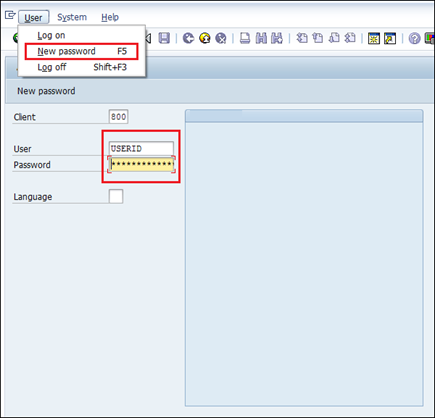 User System Help
Log on
New password F5
Log off Shift+F3
New password
Client 800
User USERID
Password ************
Language